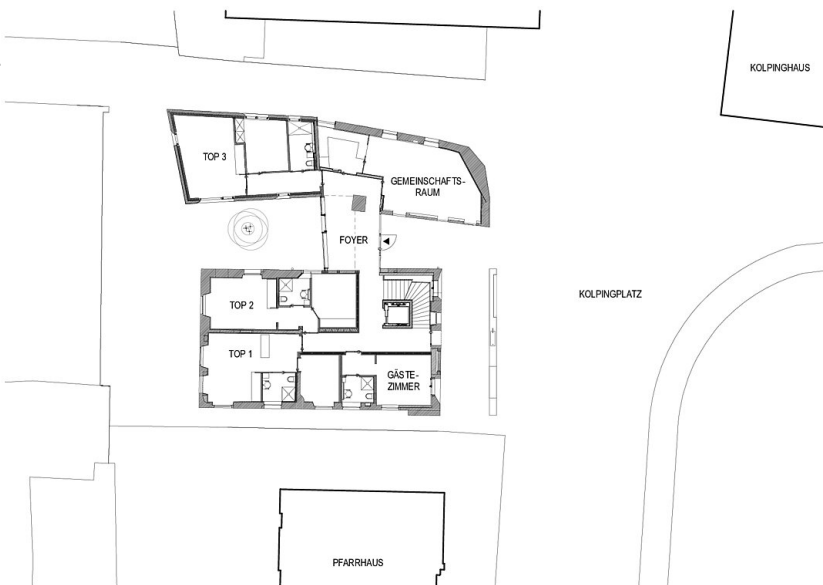 KOLPINGHAUS
TOP 3
GEMEINSCHAFTS-
RAUM
FOYER
KOLPINGPLATZ
TOP 2
TOP 1
GÄSTE-
ZIMMER
PFARRHAUS